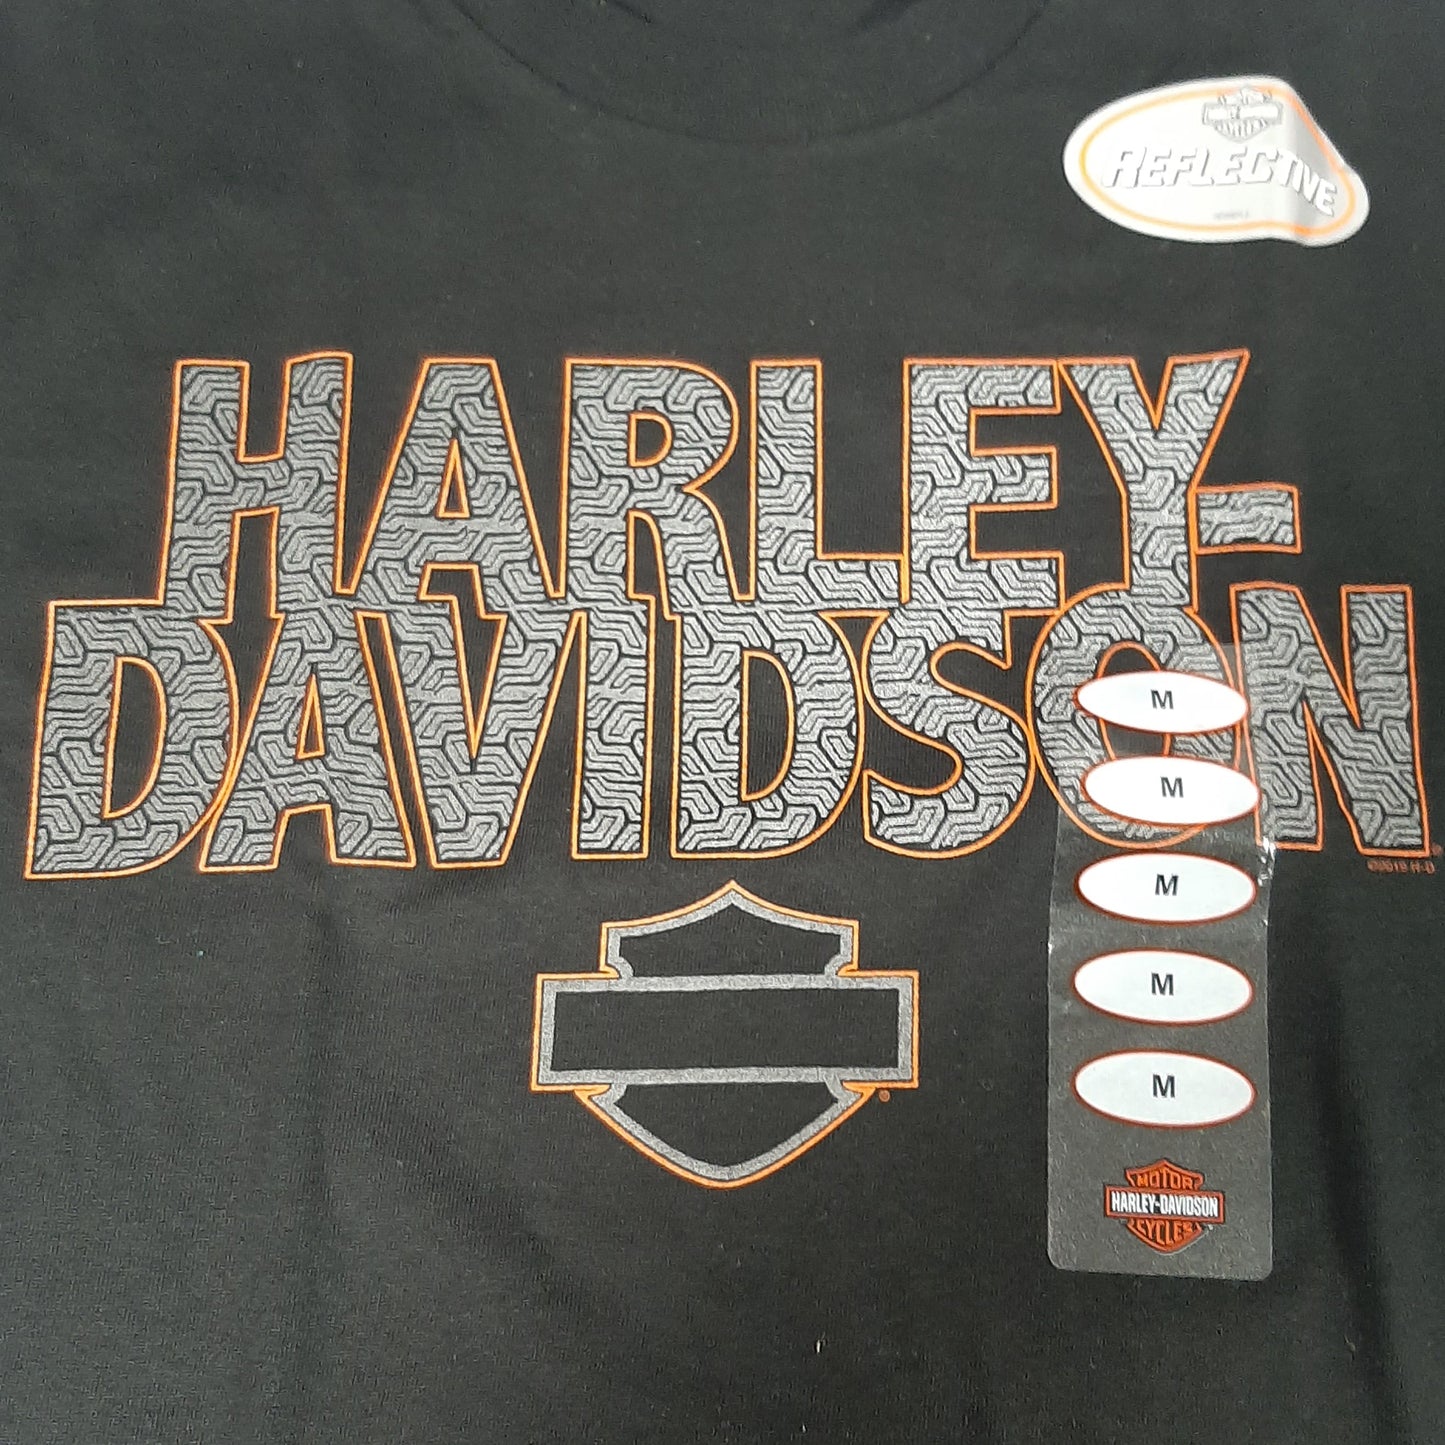 REFLECTIVE
HARLEY-
DAVIDSON
M
M
M
M
M
MOTOR
HARLEY-DAVIDSON
CYCLES